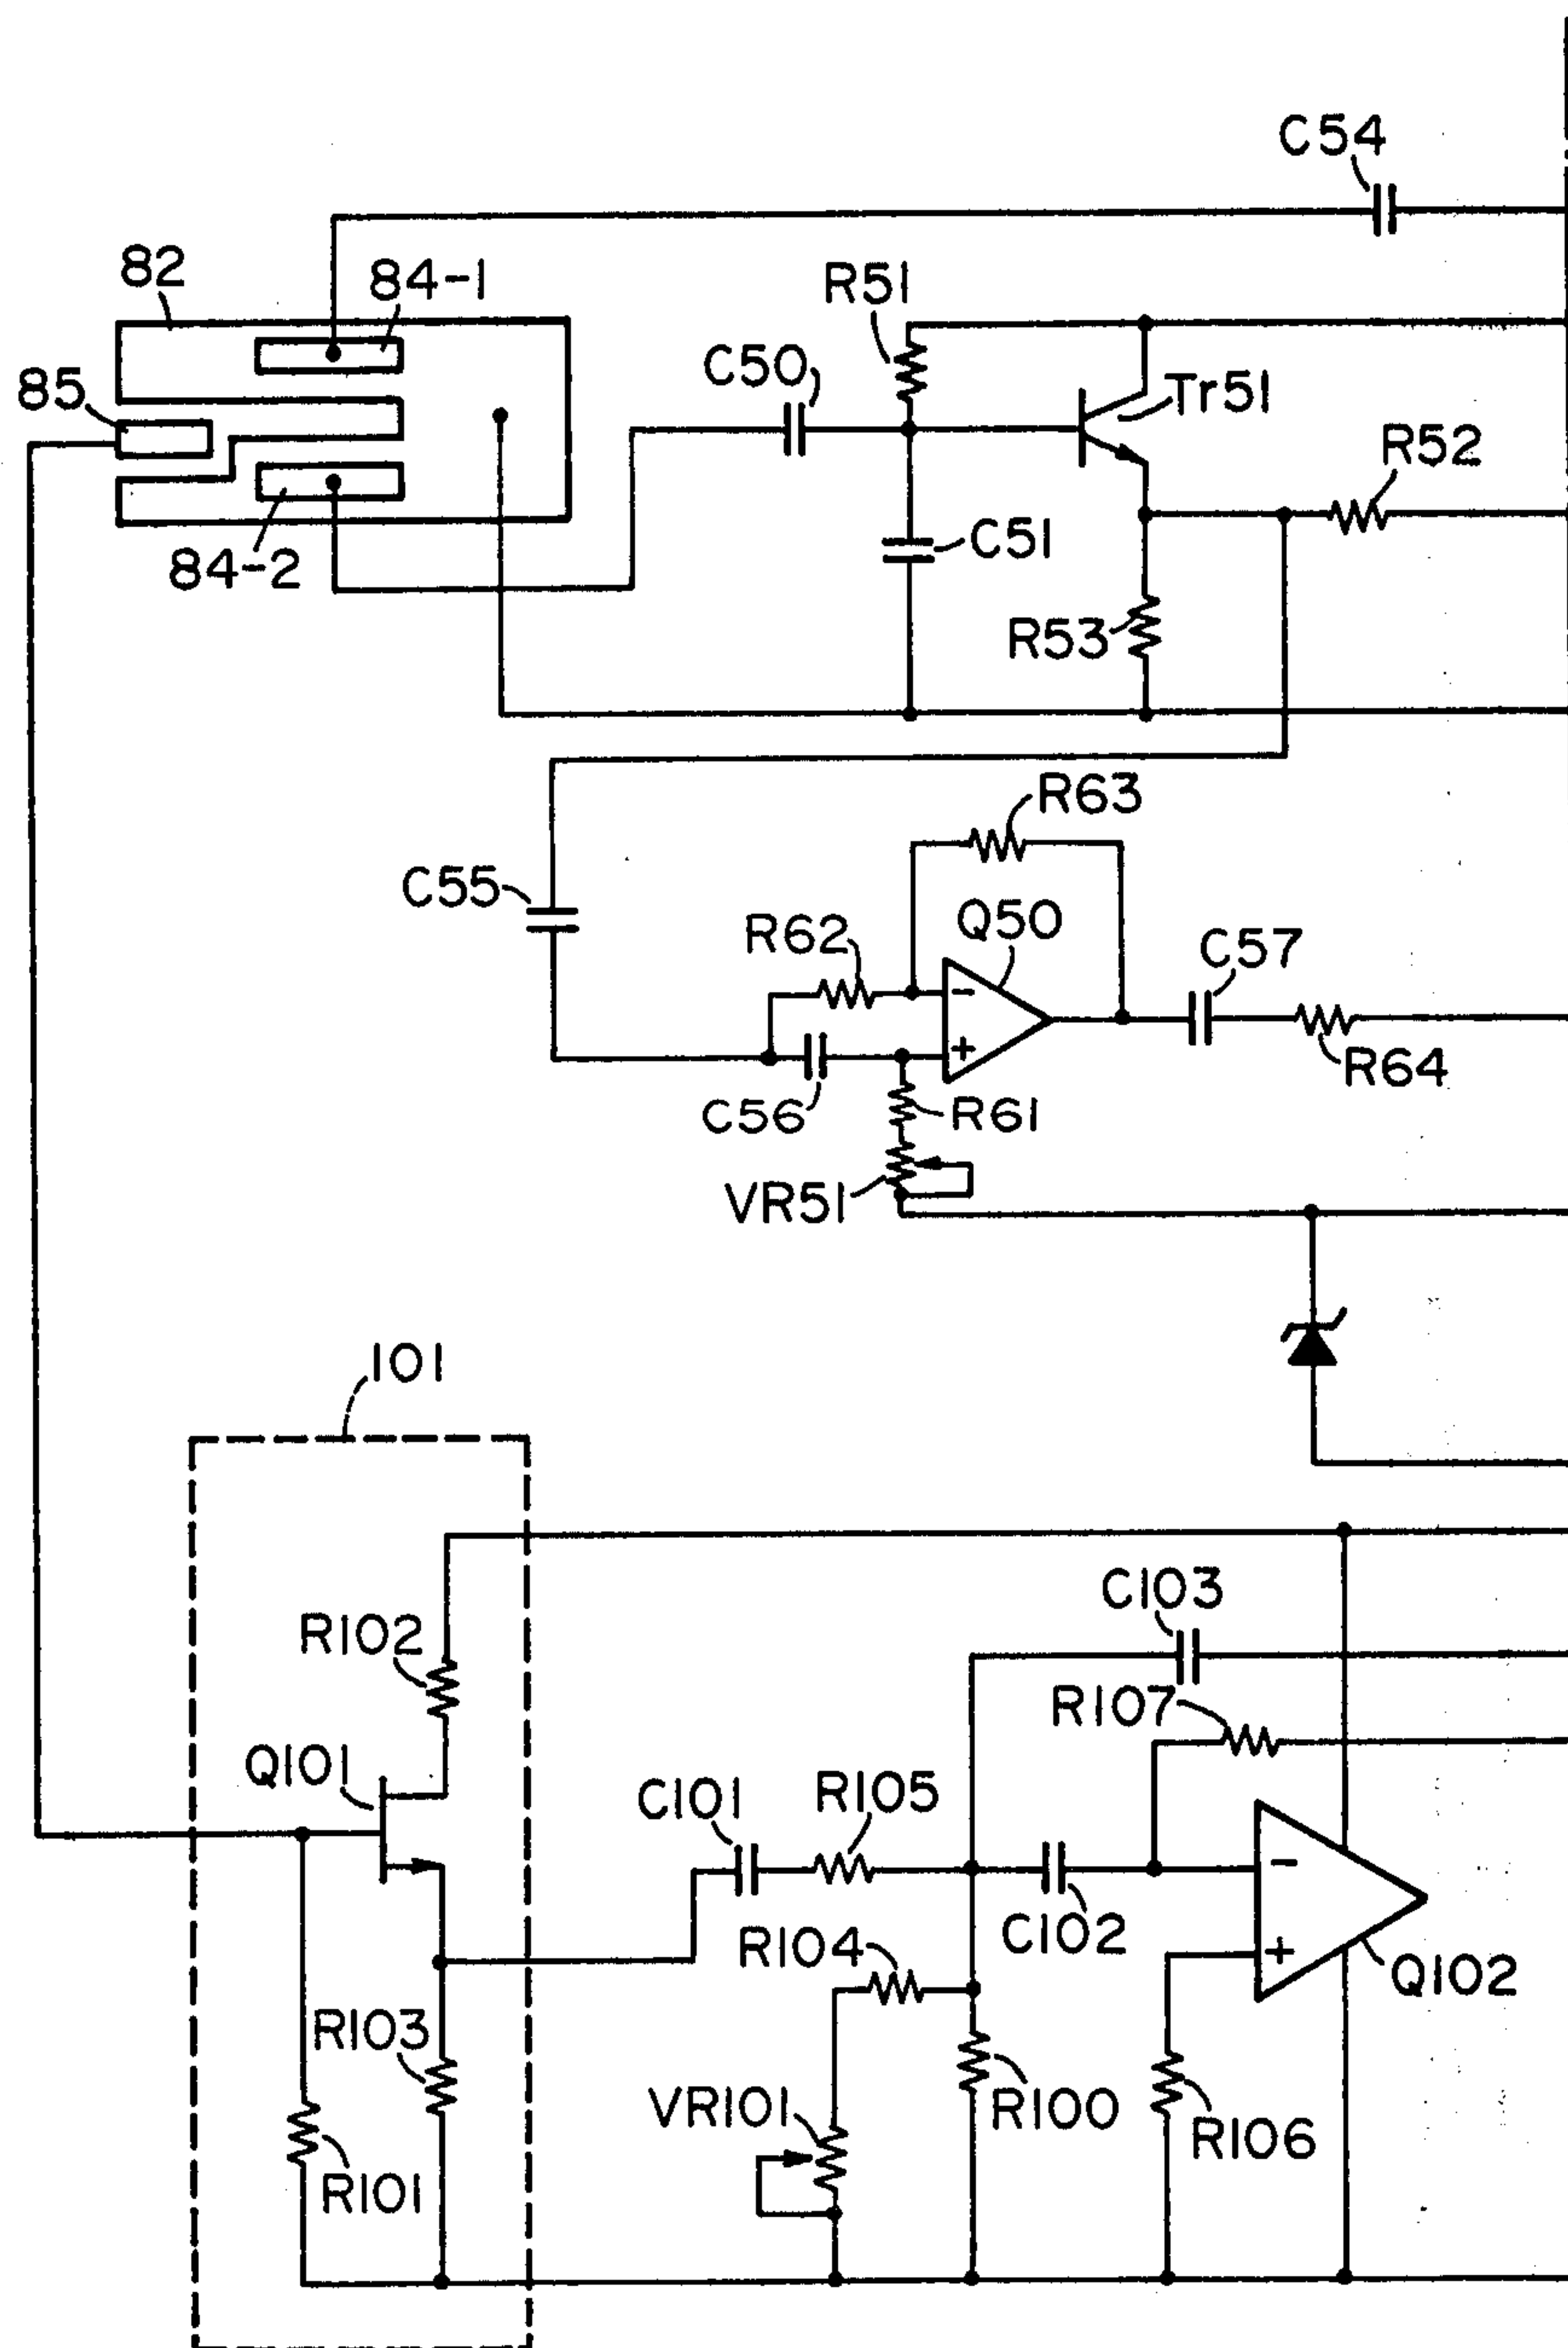 C54
82
84-1
R51
85
C50
Tr51
R52
84-2
C51
R53
R63
C55
R62
Q50
C57
-
+
R64
C56
R61
VR51
101
C103
R102
R107
Q101
C101
R105
-
R104
C102
+
Q102
R103
VR101
R100
R106
R101